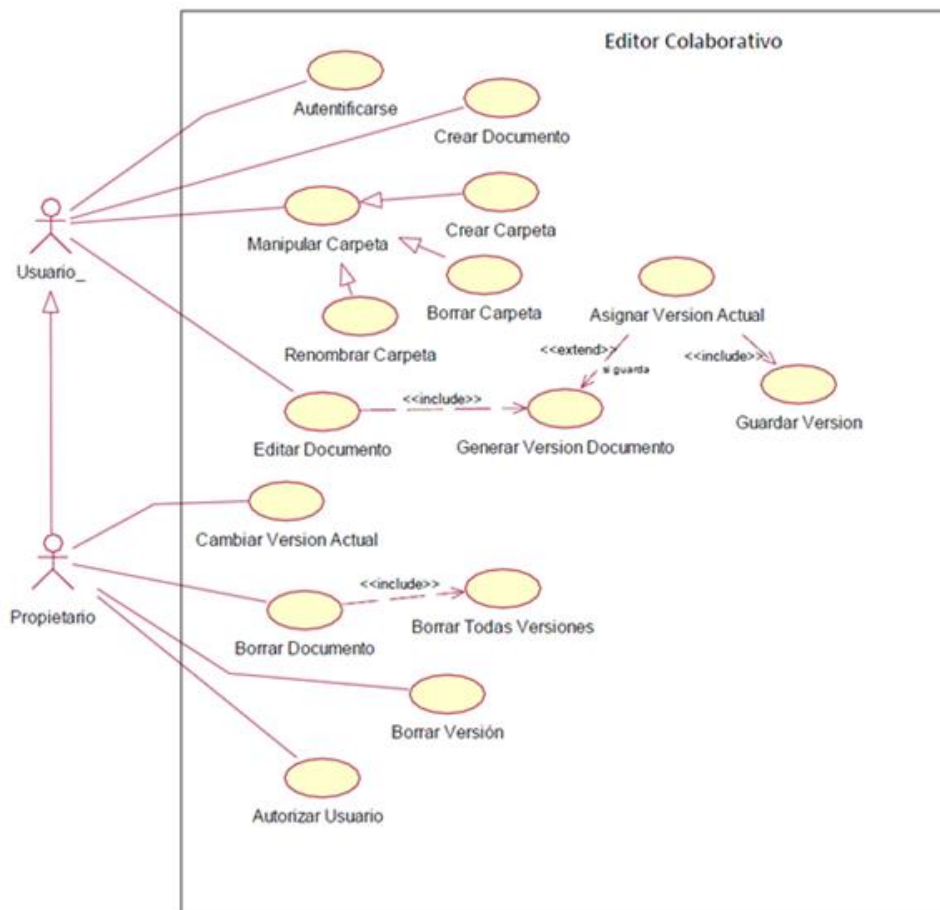 Editor Colaborativo
Autentificarse
Crear Documento
Manipular Carpeta
Crear Carpeta
Usuario_
Borrar Carpeta
Asignar Version Actual
Renombrar Carpeta
<<extend>>
si guarda
<<include>>
<<include>>
Editar Documento
Generar Version Documento
Guardar Version
Cambiar Version Actual
Propietario
<<include>>
Borrar Documento
Borrar Todas Versiones
Borrar Versión
Autorizar Usuario